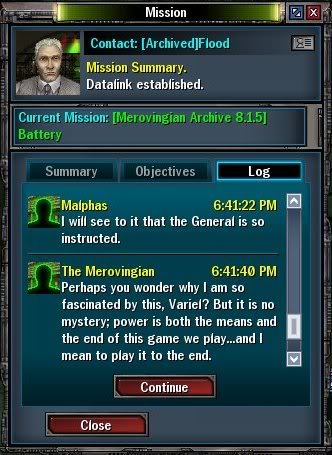 Mission
Contact: [Archived]Flood
Mission Summary.
Datalink established.
Current Mission: [Merovingian Archive 8.1.5]
Battery
Summary
Objectives
Log
Malphas 6:41:22 PM
I will see to it that the General is so
instructed.
The Merovingian 6:41:40 PM
Perhaps you wonder why I am so
fascinated by this, Variel? But it is no
mystery; power is both the means and
the end of this game we play...and I
mean to play it to the end.
Continue
Close